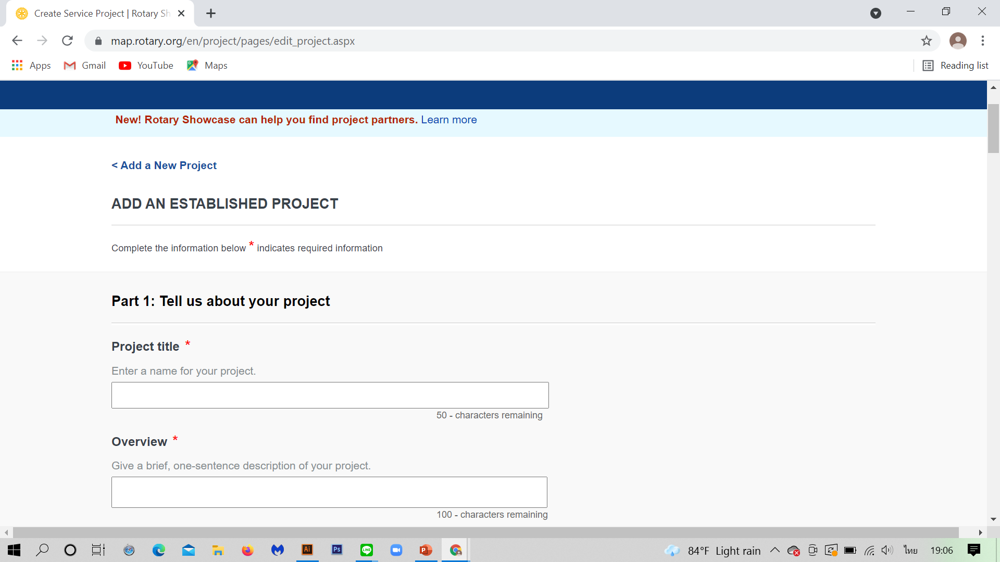 Create Service Project | Rotary Sh
map.rotary.org/en/project/pages/edit_project.aspx
Apps Gmail YouTube Maps Reading list
New! Rotary Showcase can help you find project partners. Learn more
< Add a New Project
ADD AN ESTABLISHED PROJECT
Complete the information below * indicates required information
Part 1: Tell us about your project
Project title *
Enter a name for your project.
50 - characters remaining
Overview *
Give a brief, one-sentence description of your project.
100 - characters remaining
Ai Ps LINE P 84°F Light rain ไทย 19:06